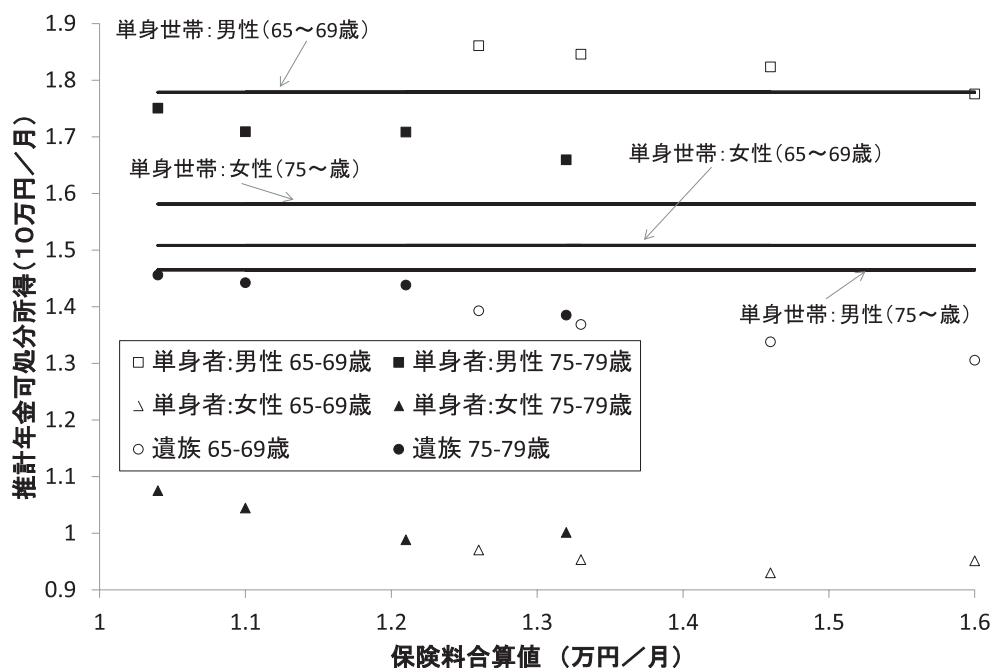 1.9
1.8
1.7
1.6
1.5
1.4
1.3
1.2
1.1
1
0.9
推計年金可処分所得(10万円／月)
単身世帯：男性(65～69歳)
単身世帯：女性(65～69歳)
単身世帯：女性(75～歳)
単身世帯：男性(75～歳)
単身者:男性 65-69歳 単身者:男性 75-79歳
単身者:女性 65-69歳 単身者:女性 75-79歳
遺族 65-69歳 遺族 75-79歳
1 1.1 1.2 1.3 1.4 1.5 1.6
保険料合算値 （万円／月）